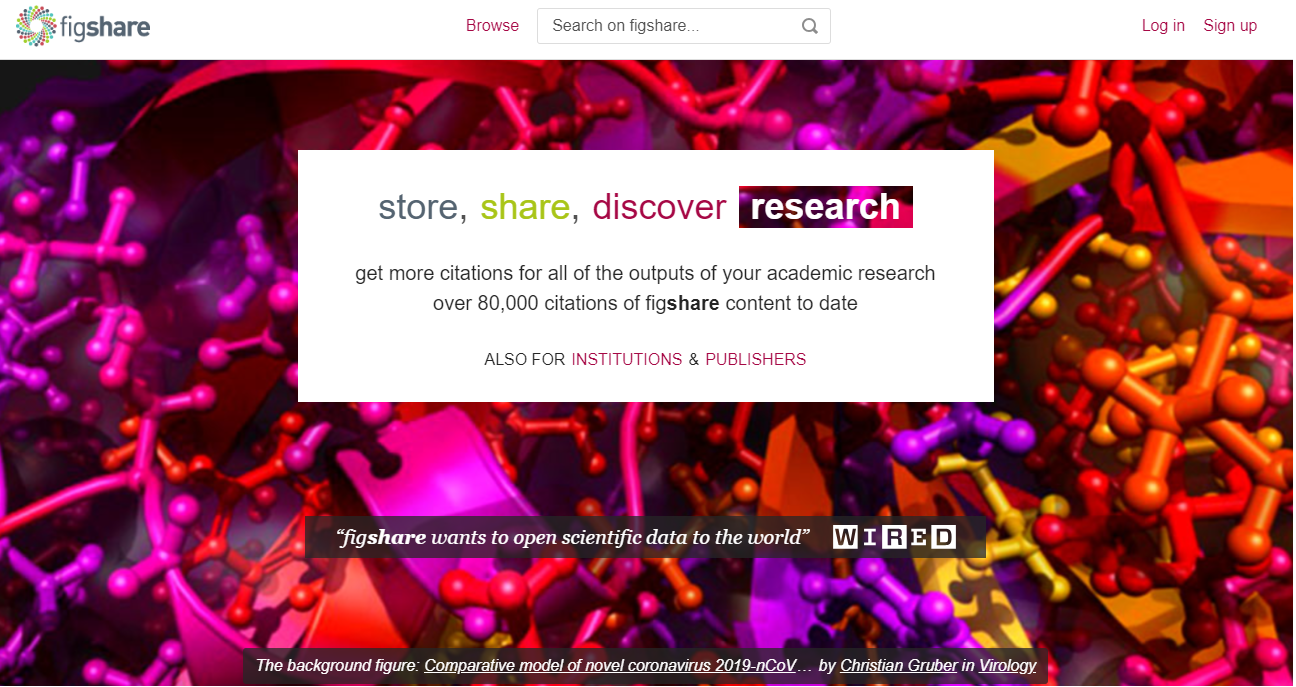 figshare
Browse
Search on figshare...
Log in
Sign up
store, share, discover research
get more citations for all of the outputs of your academic research
over 80,000 citations of figshare content to date
ALSO FOR INSTITUTIONS & PUBLISHERS
“figshare wants to open scientific data to the world” WIRED
The background figure: Comparative model of novel coronavirus 2019-nCoV... by Christian Gruber in Virology